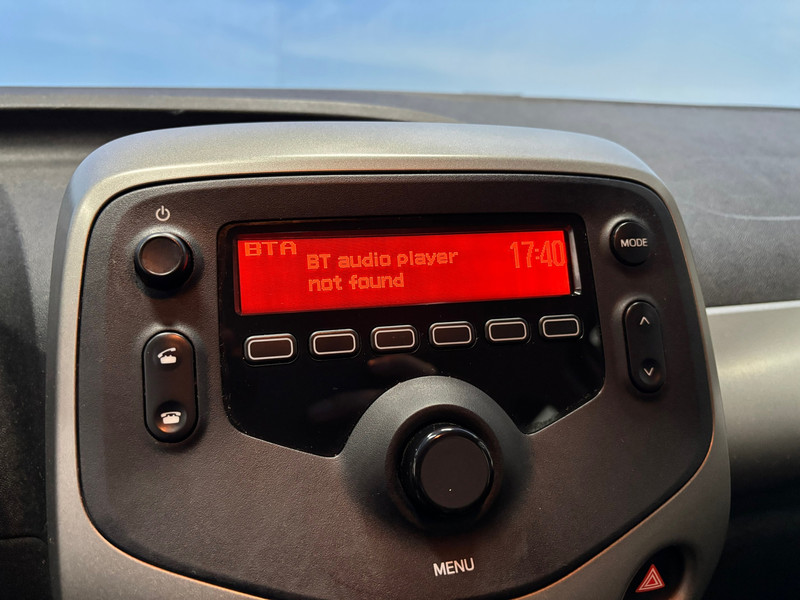 BTA
BT audio player
not found
17:40
MODE
MENU